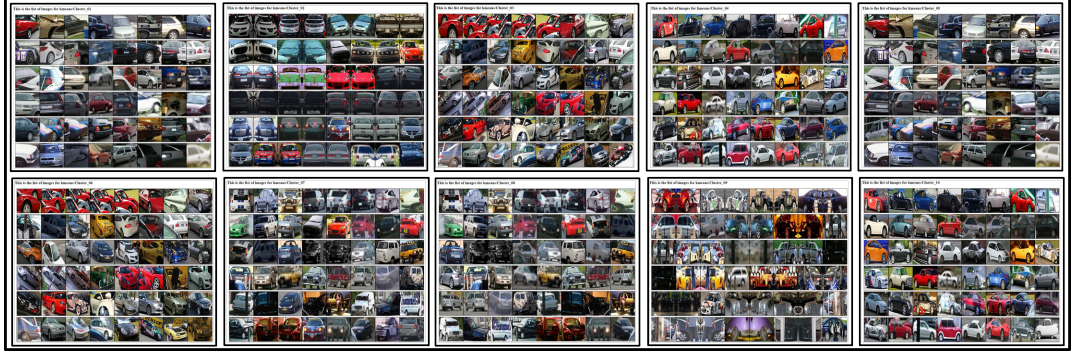 This is the list of images for kmeans/Cluster_01
This is the list of images for kmeans/Cluster_02
This is the list of images for kmeans/Cluster_03
This is the list of images for kmeans/Cluster_04
This is the list of images for kmeans/Cluster_05
This is the list of images for kmeans/Cluster_06
This is the list of images for kmeans/Cluster_07
This is the list of images for kmeans/Cluster_08
This is the list of images for kmeans/Cluster_09
This is the list of images for kmeans/Cluster_10